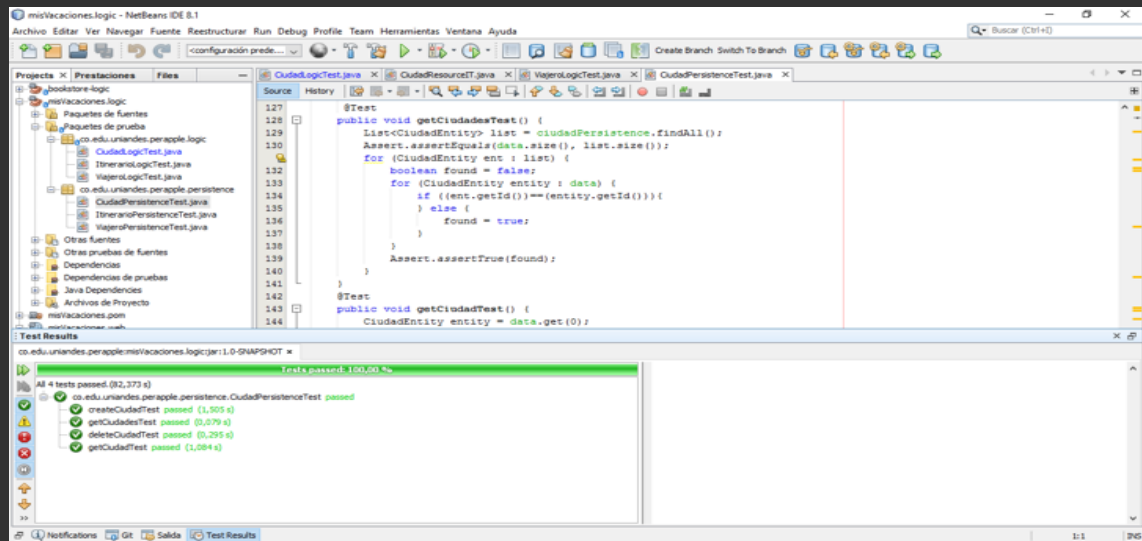 misVacaciones.logic - NetBeans IDE 8.1
Archivo Editar Ver Navegar Fuente Reestructurar Run Debug Profile Team Herramientas Ventana Ayuda
Buscar (Ctrl+I)
<configuración prede...
Create Branch Switch To Branch
Projects Prestaciones Files
CiudadLogicTest.java CiudadResourceIT.java ViajeroLogicTest.java CiudadPersistenceTest.java
Source History
bookstore-logic
misVacaciones.logic
Paquetes de fuentes
Paquetes de prueba
co.edu.uniandes.perapple.logic
CiudadLogicTest.java
ItinerarioLogicTest.java
ViajeroLogicTest.java
co.edu.uniandes.perapple.persistence
CiudadPersistenceTest.java
ItinerarioPersistenceTest.java
ViajeroPersistenceTest.java
Otras fuentes
Otras pruebas de fuentes
Dependencias
Dependencias de pruebas
Java Dependencies
Archivos de Proyecto
misVacaciones.pom
misVacaciones.web
127 @Test
128 public void getCiudadesTest() {
129 List<CiudadEntity> list = ciudadPersistence.findAll();
130 Assert.assertEquals(data.size(), list.size());
for (CiudadEntity ent : list) {
132 boolean found = false;
133 for (CiudadEntity entity : data) {
134 if ((ent.getId())==(entity.getId())){
135 } else {
136 found = true;
137 }
138 }
139 Assert.assertTrue(found);
140 }
141 }
142 @Test
143 public void getCiudadTest() {
144 CiudadEntity entity = data.get(0);
Test Results
co.edu.uniandes.perapple:misVacaciones.logic:jar:1.0-SNAPSHOT
Tests passed: 100,00 %
All 4 tests passed.(82,373 s)
co.edu.uniandes.perapple.persistence.CiudadPersistenceTest passed
createCiudadTest passed (1,505 s)
getCiudadesTest passed (0,079 s)
deleteCiudadTest passed (0,295 s)
getCiudadTest passed (1,084 s)
Notifications Git Salida Test Results
1:1 INS